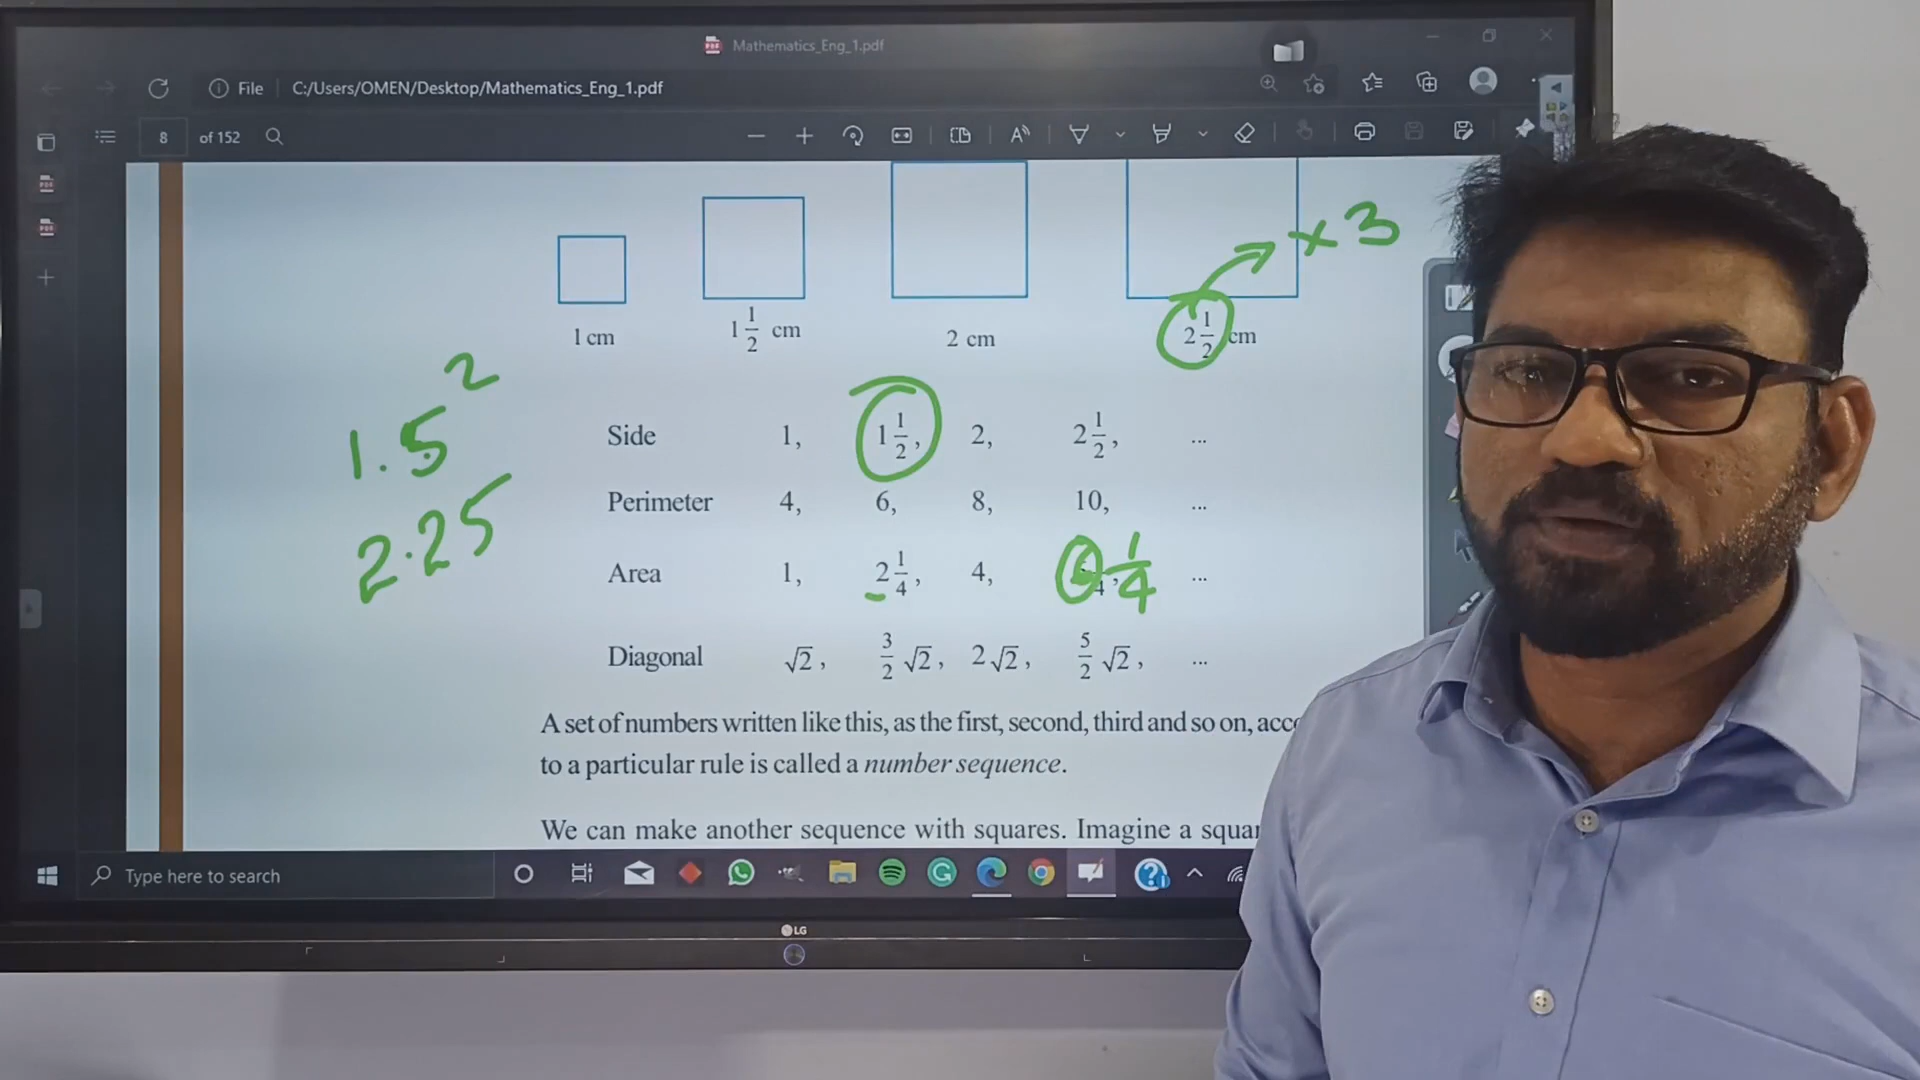 Mathematics_Eng_1.pdf
File C:/Users/OMEN/Desktop/Mathematics_Eng_1.pdf
8 of 152
× 3
1 cm 1 1/2 cm 2 cm 2 1/2 cm
1.5²
2.25
Side 1, 1 1/2, 2, 2 1/2, ...
Perimeter 4, 6, 8, 10, ...
Area 1, 2 1/4, 4, 6 1/4 ...
Diagonal √2, 3/2 √2, 2√2, 5/2 √2, ...
A set of numbers written like this, as the first, second, third and so on, acco
to a particular rule is called a number sequence.
We can make another sequence with squares. Imagine a squar
Type here to search
LG